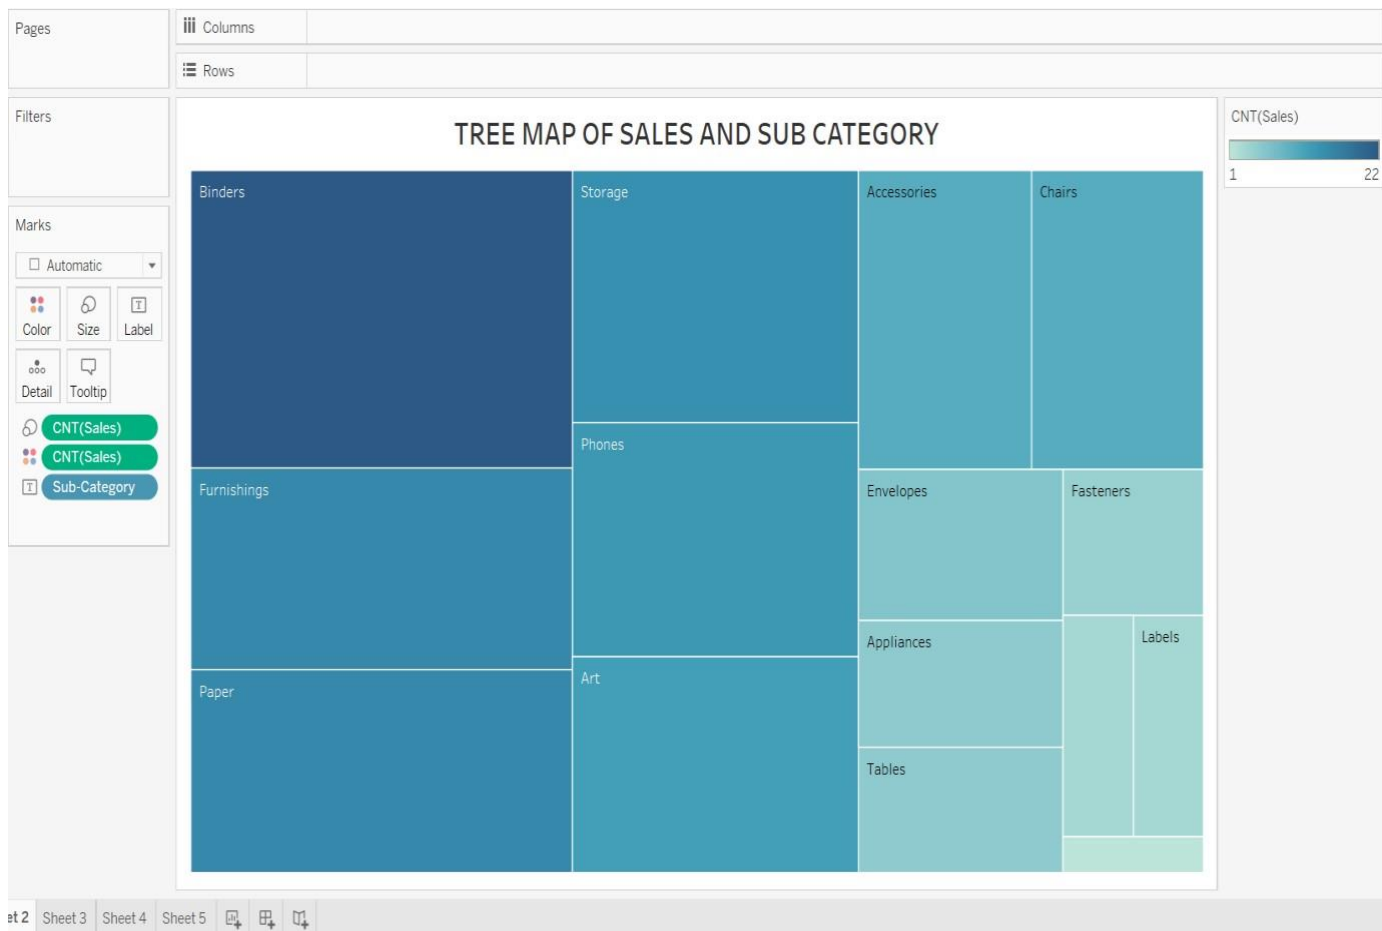 Pages
Columns
Rows
Filters
TREE MAP OF SALES AND SUB CATEGORY
CNT(Sales)
1 22
Marks
Automatic
Color Size Label
Detail Tooltip
CNT(Sales)
CNT(Sales)
Sub-Category
Binders
Furnishings
Paper
Storage
Phones
Art
Accessories
Chairs
Envelopes
Fasteners
Appliances
Labels
Tables
et 2 Sheet 3 Sheet 4 Sheet 5